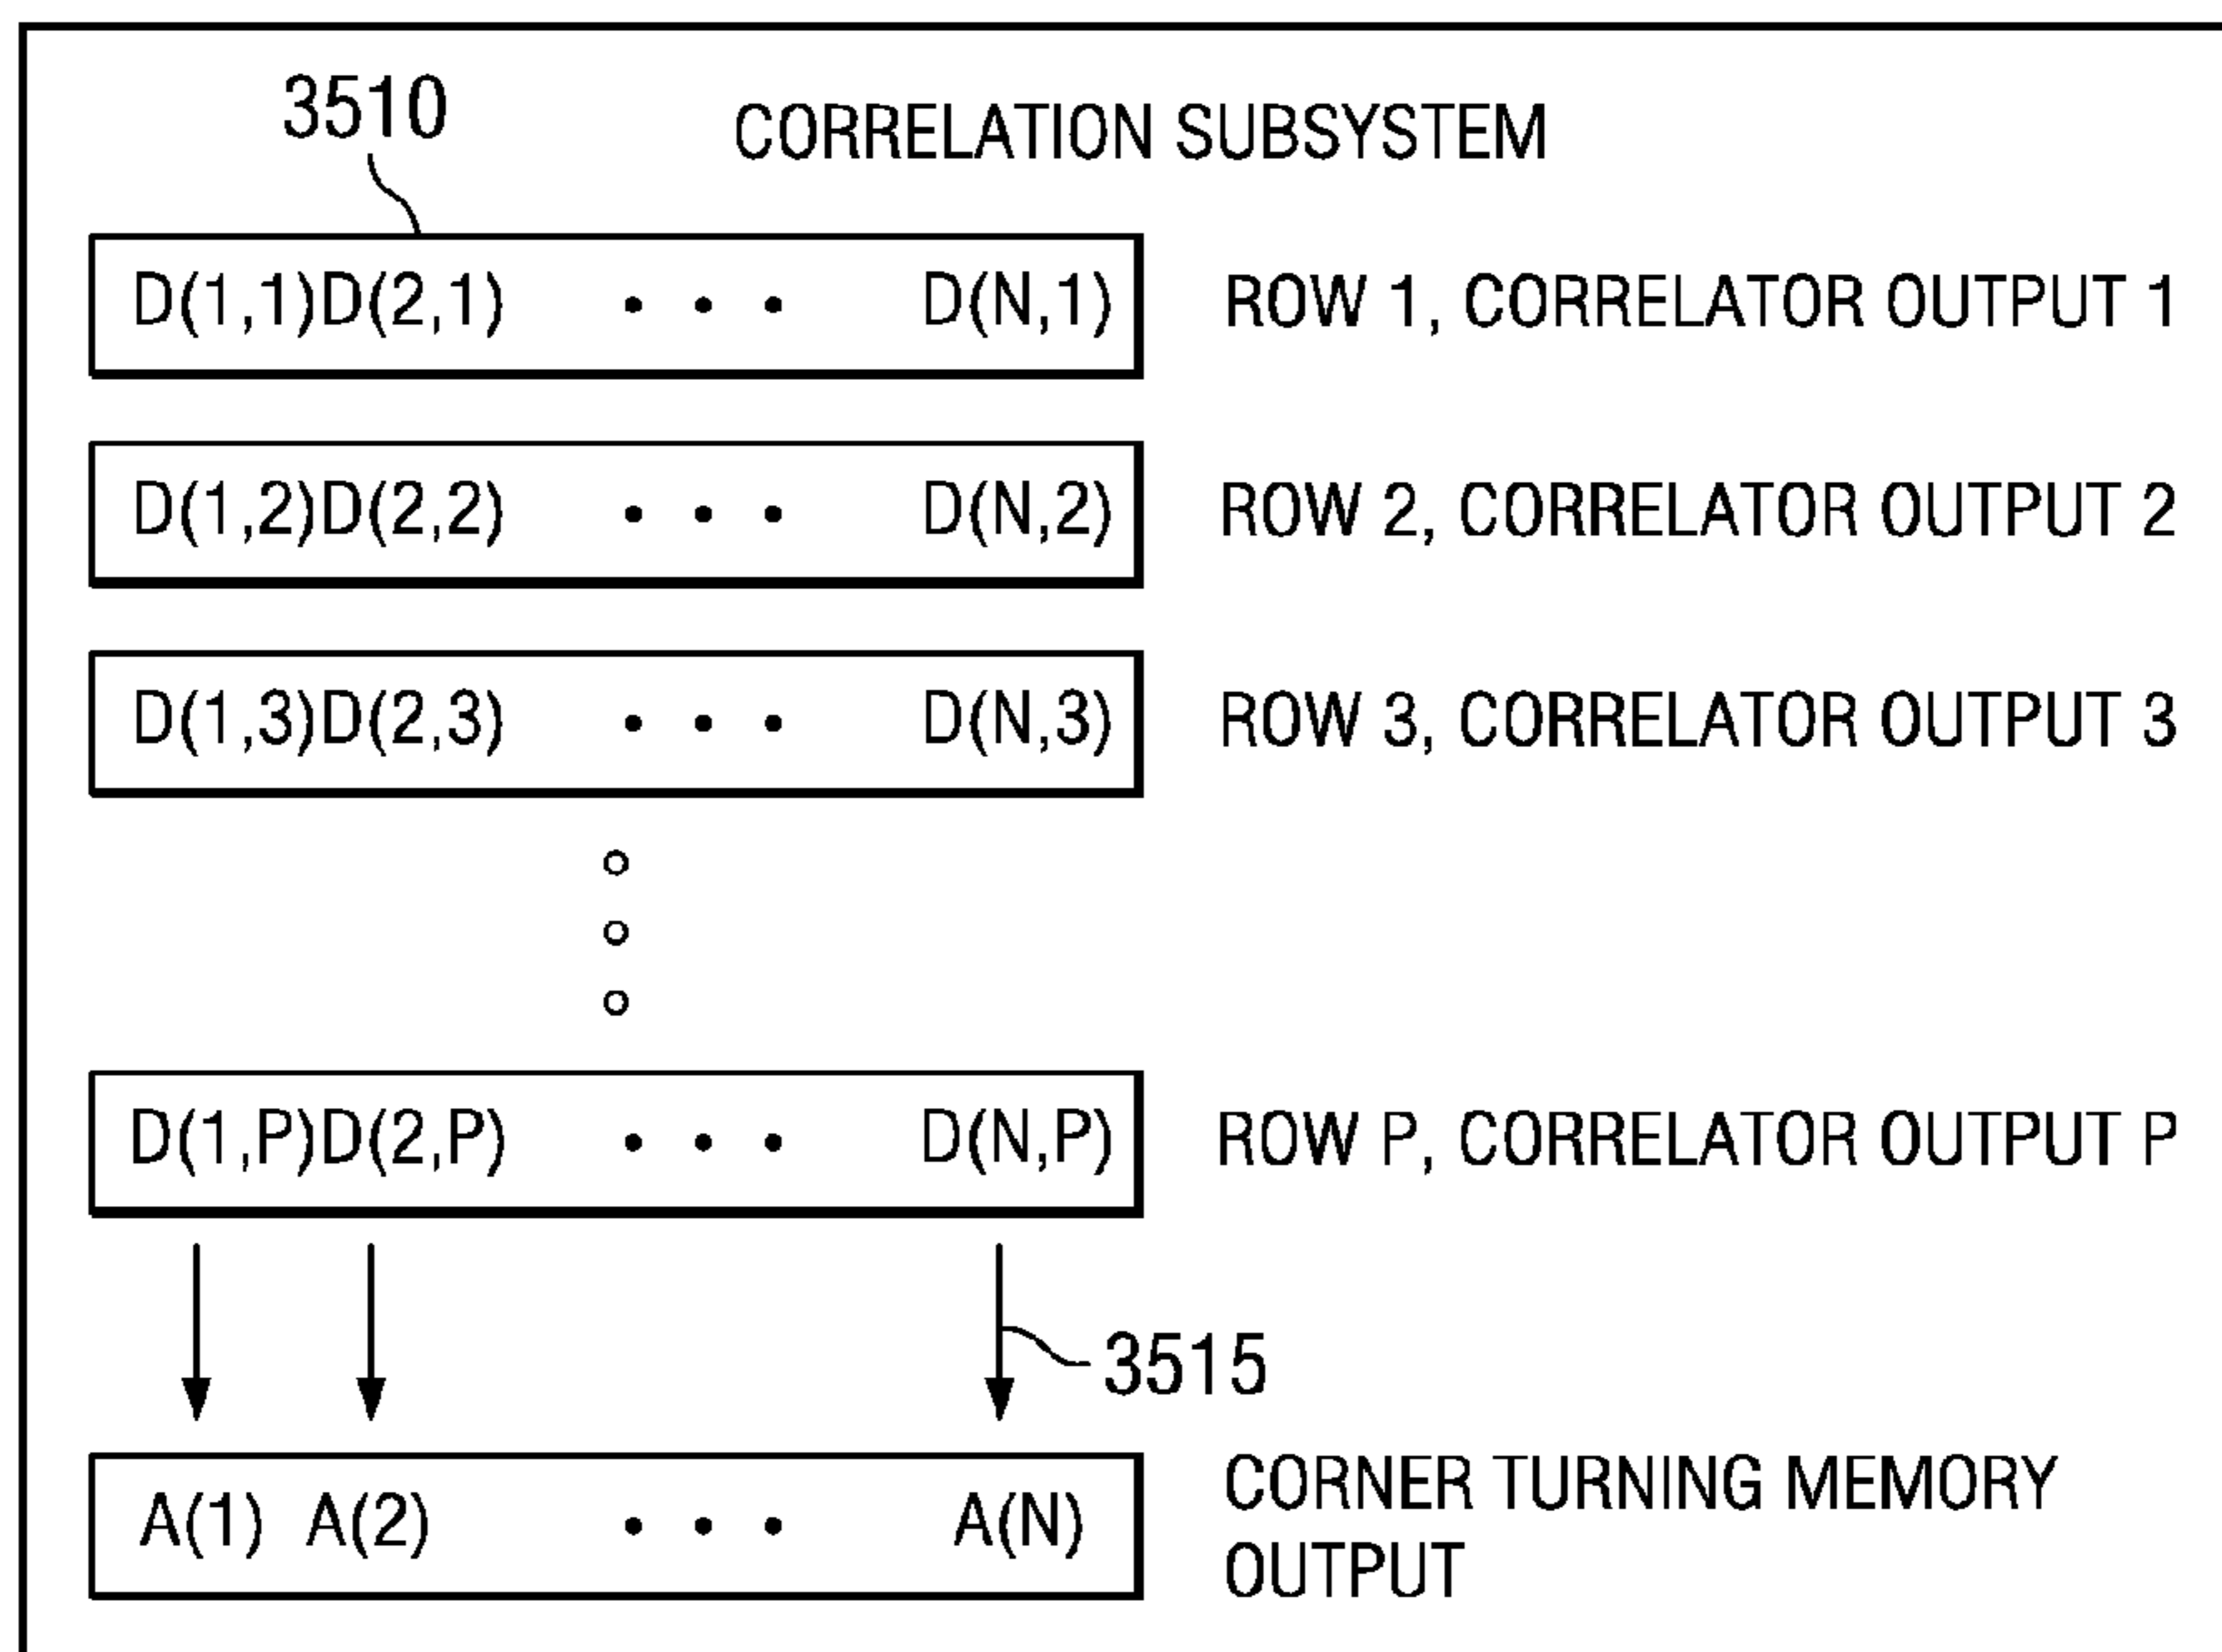 3510
CORRELATION SUBSYSTEM
D(1,1)D(2,1) • • • D(N,1) ROW 1, CORRELATOR OUTPUT 1
D(1,2)D(2,2) • • • D(N,2) ROW 2, CORRELATOR OUTPUT 2
D(1,3)D(2,3) • • • D(N,3) ROW 3, CORRELATOR OUTPUT 3
D(1,P)D(2,P) • • • D(N,P) ROW P, CORRELATOR OUTPUT P
3515
A(1) A(2) • • • A(N)
CORNER TURNING MEMORY
OUTPUT